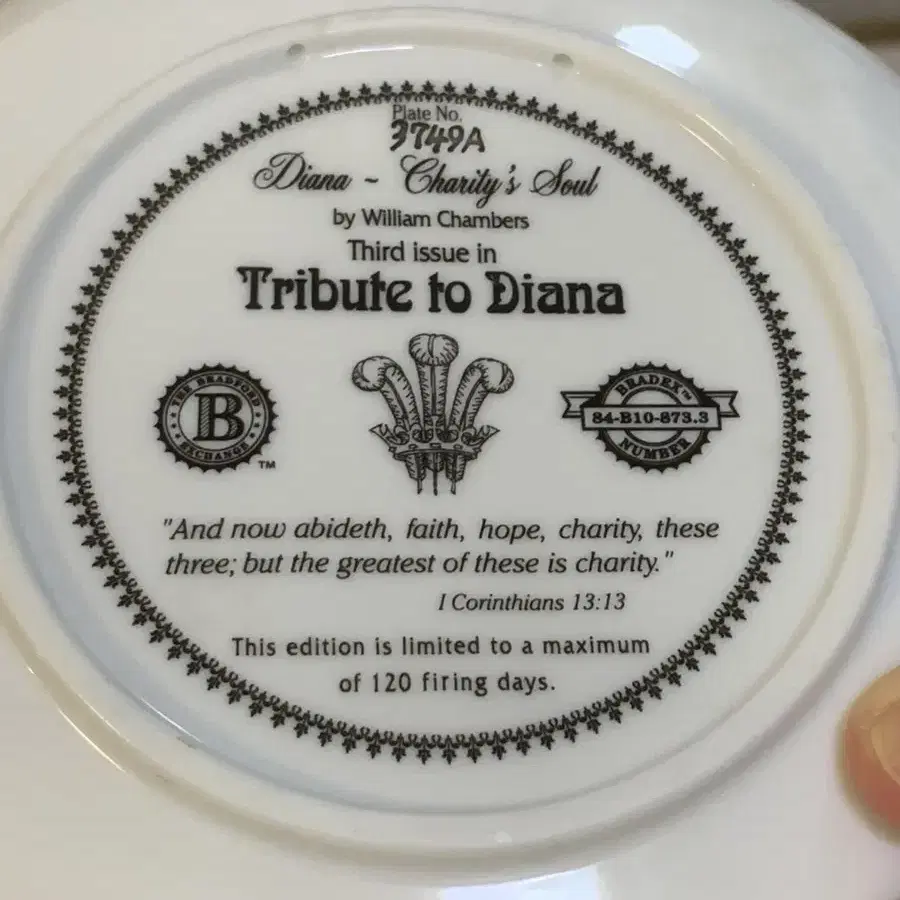 Plate No.
3749A
Diana ~ Charity's Soul
by William Chambers
Third issue in
Tribute to Diana
THE BRADFORD
B
EXCHANGE
TM
BRADEX™
84-B10-873.3
NUMBER
"And now abideth, faith, hope, charity, these
three; but the greatest of these is charity."
I Corinthians 13:13
This edition is limited to a maximum
of 120 firing days.